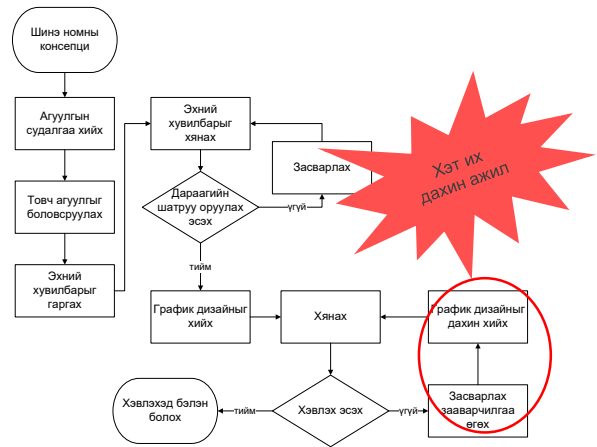 Шинэ номны
консепци
Агуулгын
судалгаа хийх
Товч агуулгыг
боловсруулах
Эхний
хувилбарыг
гаргах
Эхний
хувилбарыг
хянах
Засварлах
Дараагийн
шатруу оруулах
эсэх
үгүй
тийм
Хэт их
дахин ажил
График дизайныг
хийх
Хянах
График дизайныг
дахин хийх
Хэвлэхэд бэлэн
болох
тийм
Хэвлэх эсэх
үгүй
Засварлах
зааварчилгаа
өгөх